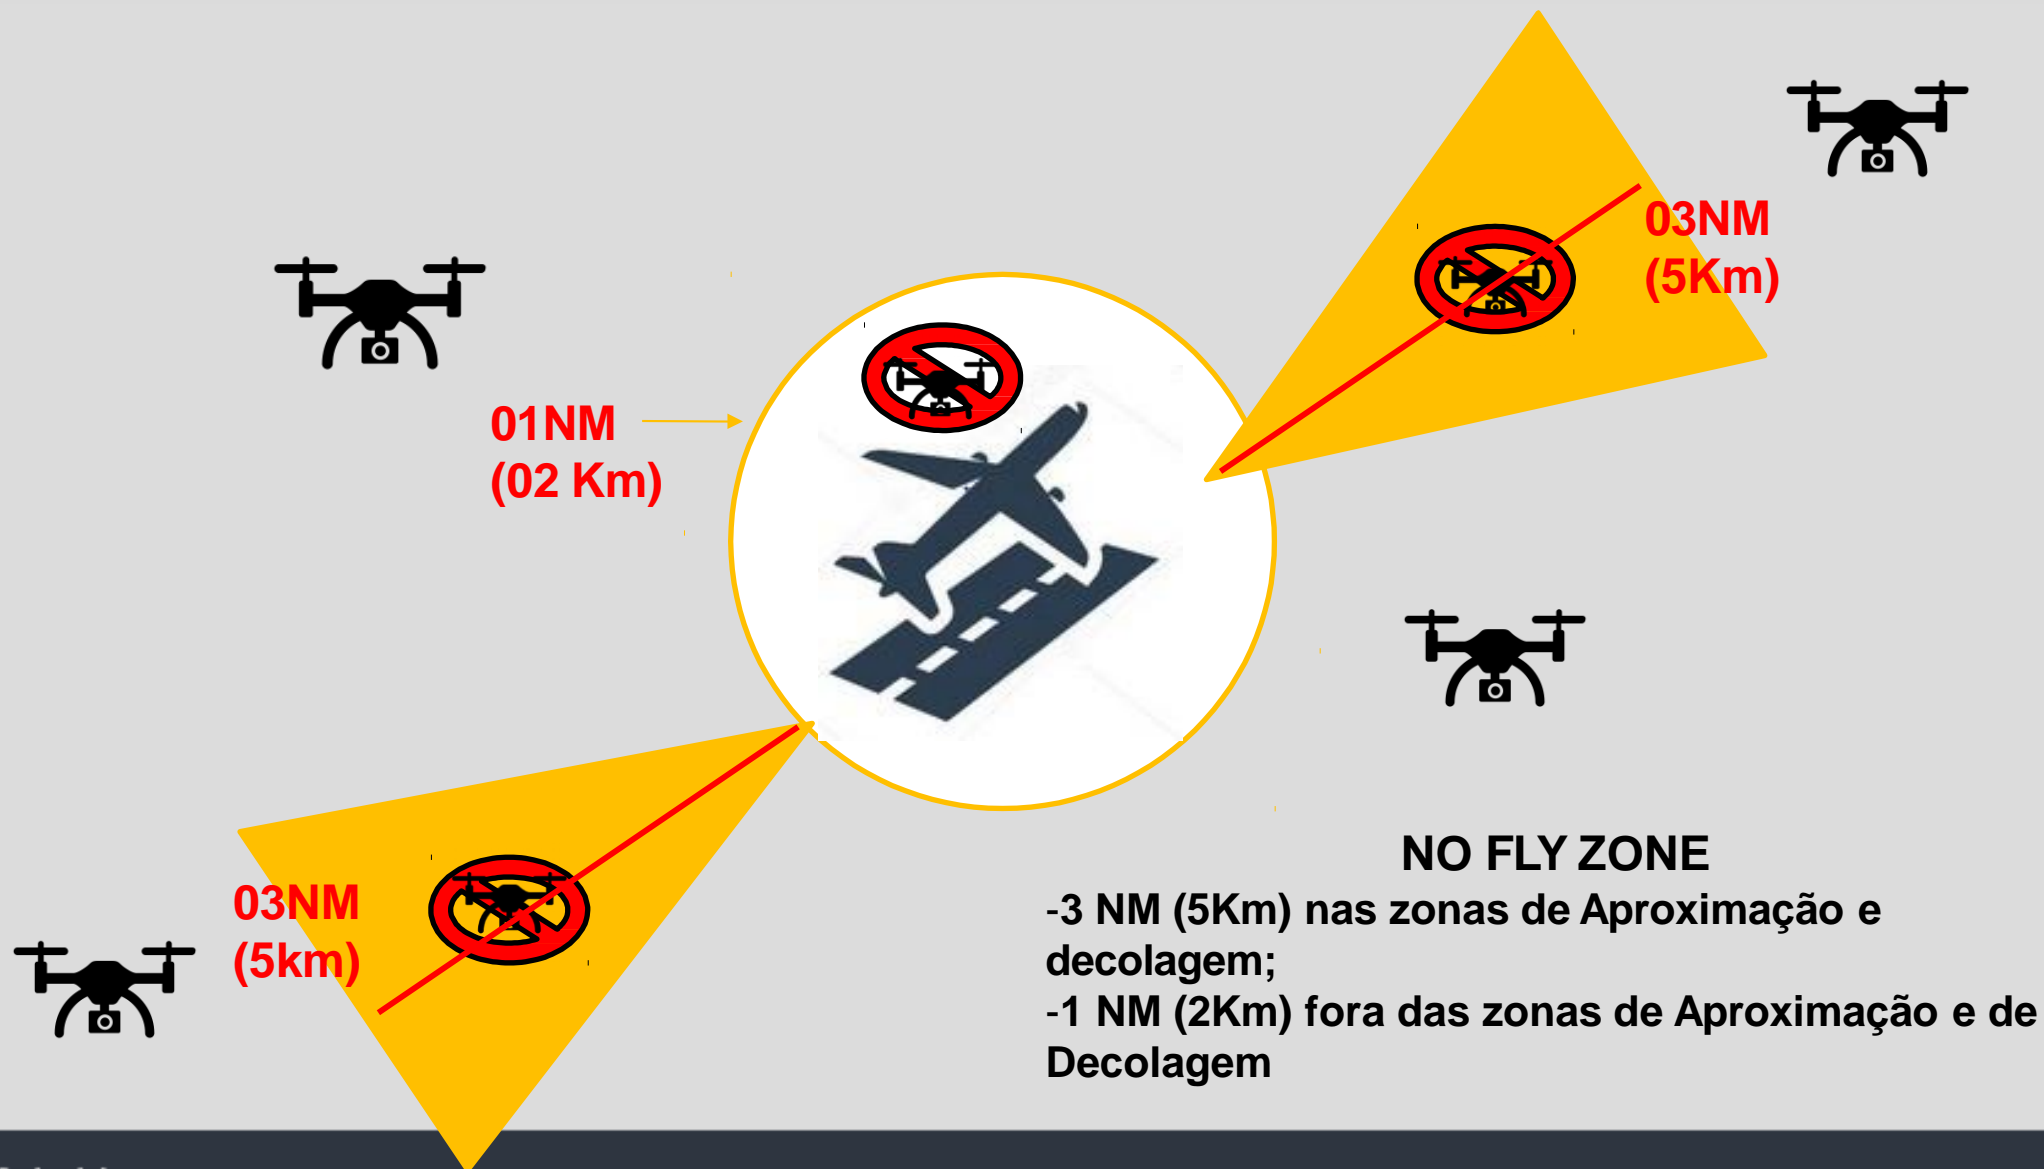 03NM
(5Km)
01NM
(02 Km)
NO FLY ZONE
-3 NM (5Km) nas zonas de Aproximação e
decolagem;
-1 NM (2Km) fora das zonas de Aproximação e de
Decolagem
03NM
(5km)